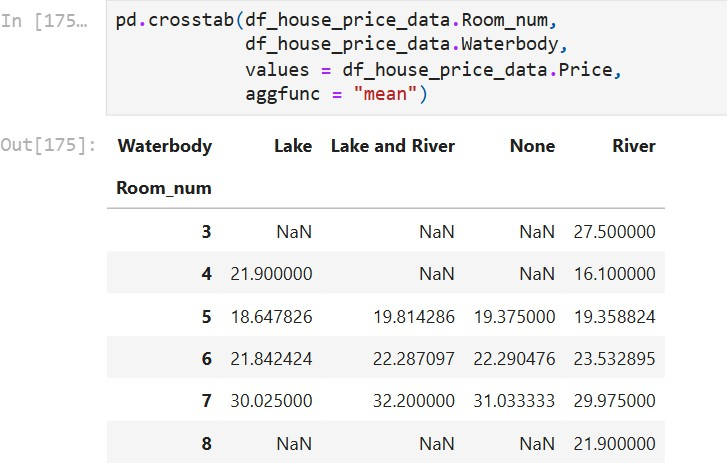 In [175… pd.crosstab(df_house_price_data.Room_num,
df_house_price_data.Waterbody,
values = df_house_price_data.Price,
aggfunc = "mean")
Out[175]: Waterbody Lake Lake and River None River
Room_num
3 NaN NaN NaN 27.500000
4 21.900000 NaN NaN 16.100000
5 18.647826 19.814286 19.375000 19.358824
6 21.842424 22.287097 22.290476 23.532895
7 30.025000 32.200000 31.033333 29.975000
8 NaN NaN NaN 21.900000